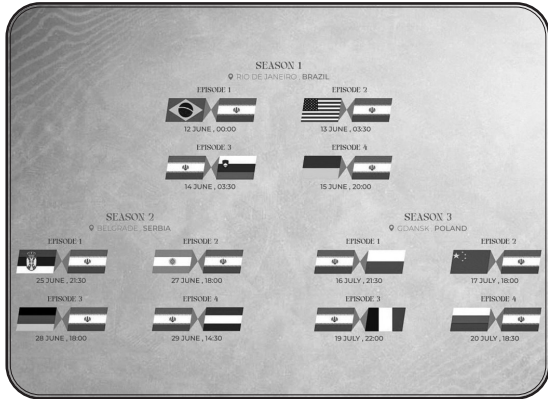 SEASON 1
RIO DE JANEIRO, BRAZIL
EPISODE 1
EPISODE 2
12 JUNE , 00:00
13 JUNE , 03:30
EPISODE 3
EPISODE 4
14 JUNE , 03:30
15 JUNE , 20:00
SEASON 2
BELGRADE, SERBIA
EPISODE 1
EPISODE 2
25 JUNE , 21:30
27 JUNE , 18:00
EPISODE 3
EPISODE 4
28 JUNE , 18:00
29 JUNE , 14:30
SEASON 3
GDANSK POLAND
EPISODE 1
EPISODE 2
16 JULY , 21:30
17 JULY , 18:00
EPISODE 3
EPISODE 4
19 JULY , 22:00
20 JULY , 18:30